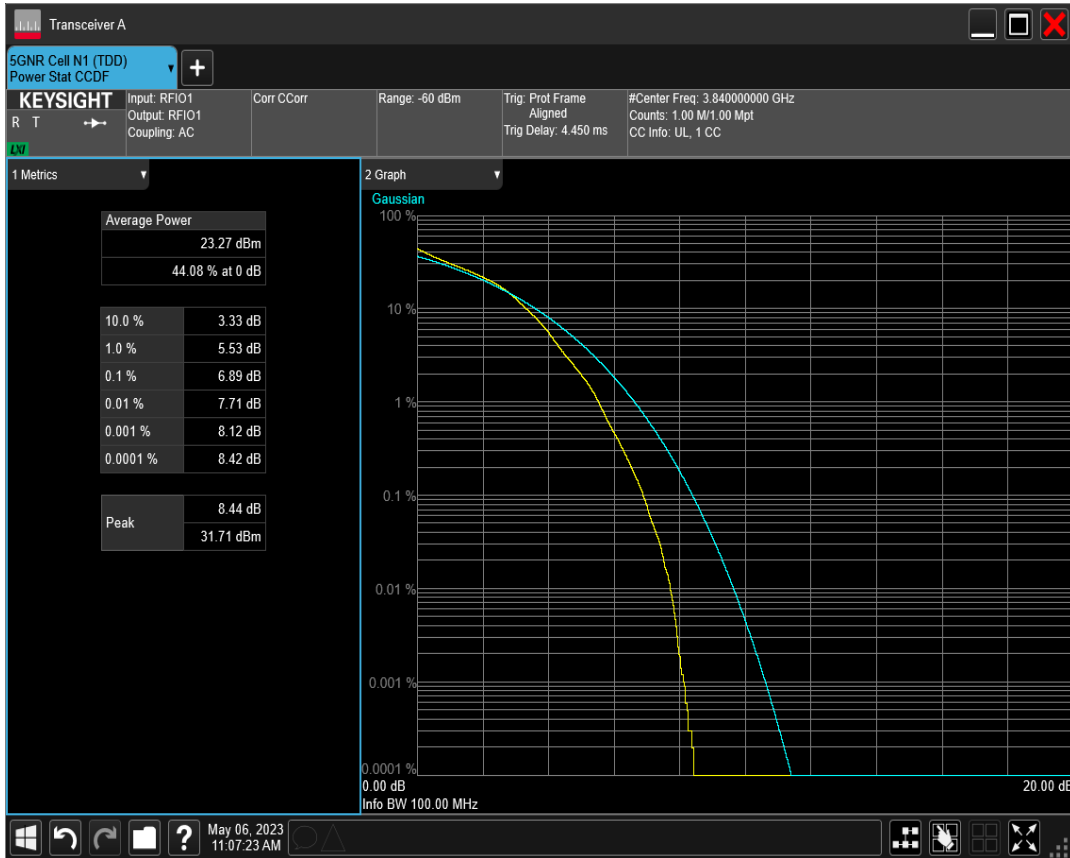 Transceiver A
5GNR Cell N1 (TDD)
Power Stat CCDF
+
KEYSIGHT
R T
LXI
Input: RFIO1
Output: RFIO1
Coupling: AC
Corr CCorr
Range: -60 dBm
Trig: Prot Frame
Aligned
Trig Delay: 4.450 ms
#Center Freq: 3.840000000 GHz
Counts: 1.00 M/1.00 Mpt
CC Info: UL, 1 CC
1 Metrics
Average Power
23.27 dBm
44.08 % at 0 dB
10.0 % 3.33 dB
1.0 % 5.53 dB
0.1 % 6.89 dB
0.01 % 7.71 dB
0.001 % 8.12 dB
0.0001 % 8.42 dB
Peak 8.44 dB
31.71 dBm
2 Graph
Gaussian
100 %
10 %
1 %
0.1 %
0.01 %
0.001 %
0.0001 %
0.00 dB 20.00 dB
Info BW 100.00 MHz
?
May 06, 2023
11:07:23 AM